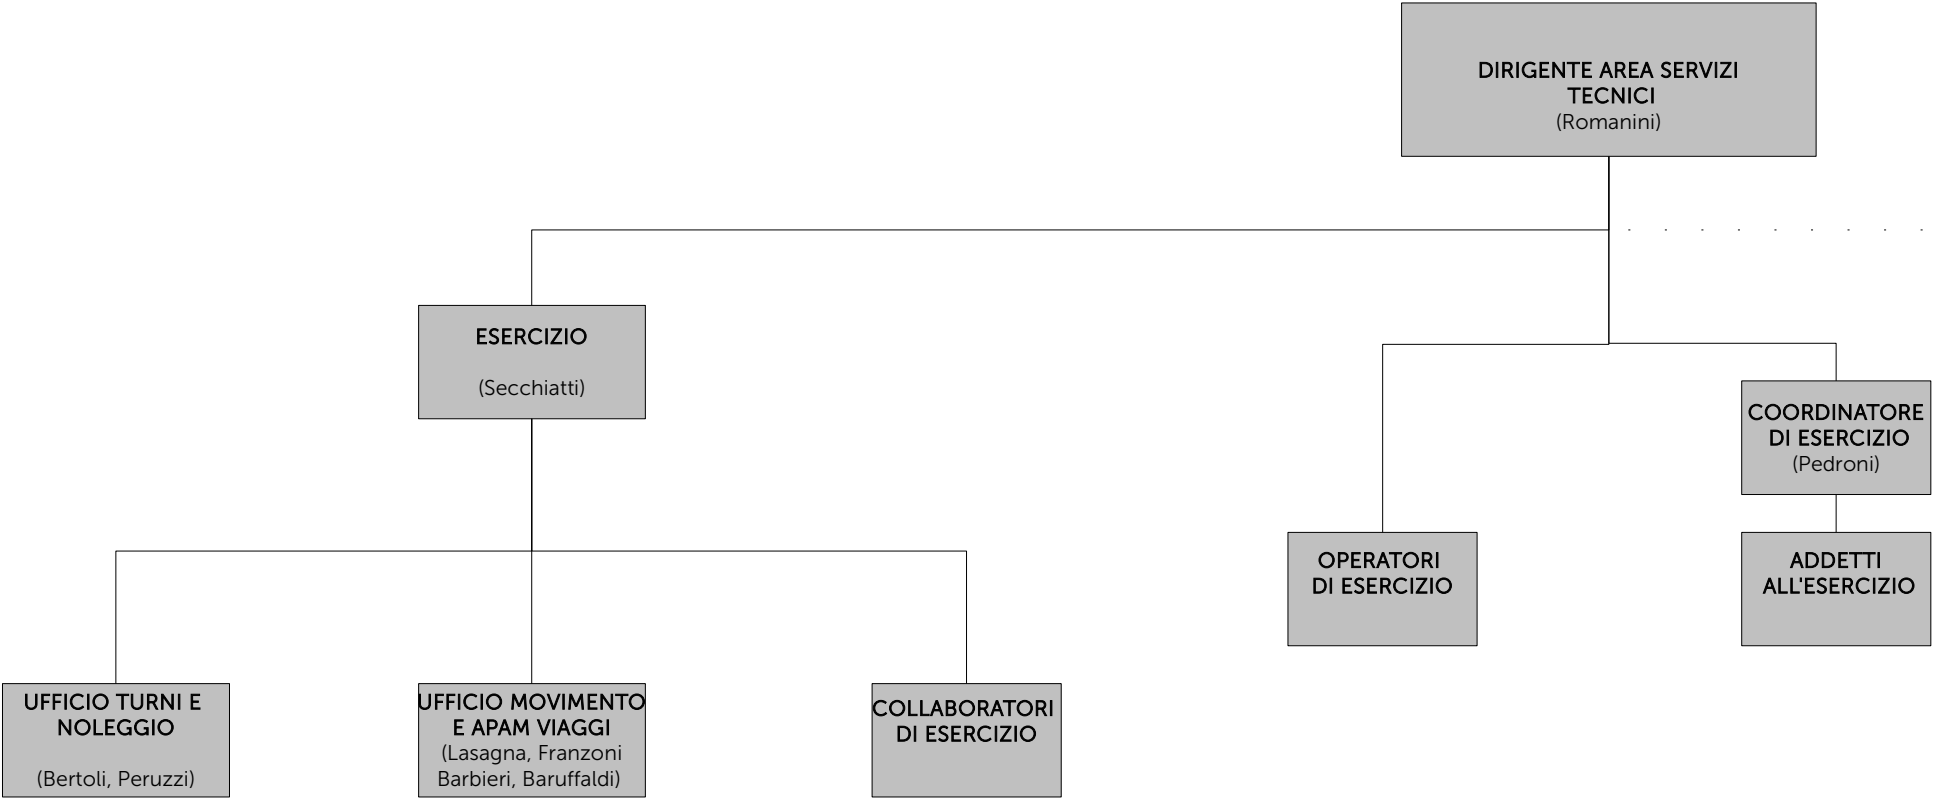 DIRIGENTE AREA SERVIZI
TECNICI
(Romanini)
ESERCIZIO
(Secchiatti)
COORDINATORE
DI ESERCIZIO
(Pedroni)
OPERATORI
DI ESERCIZIO
ADDETTI
ALL'ESERCIZIO
UFFICIO TURNI E
NOLEGGIO
(Bertoli, Peruzzi)
UFFICIO MOVIMENTO
E APAM VIAGGI
(Lasagna, Franzoni
Barbieri, Baruffaldi)
COLLABORATORI
DI ESERCIZIO